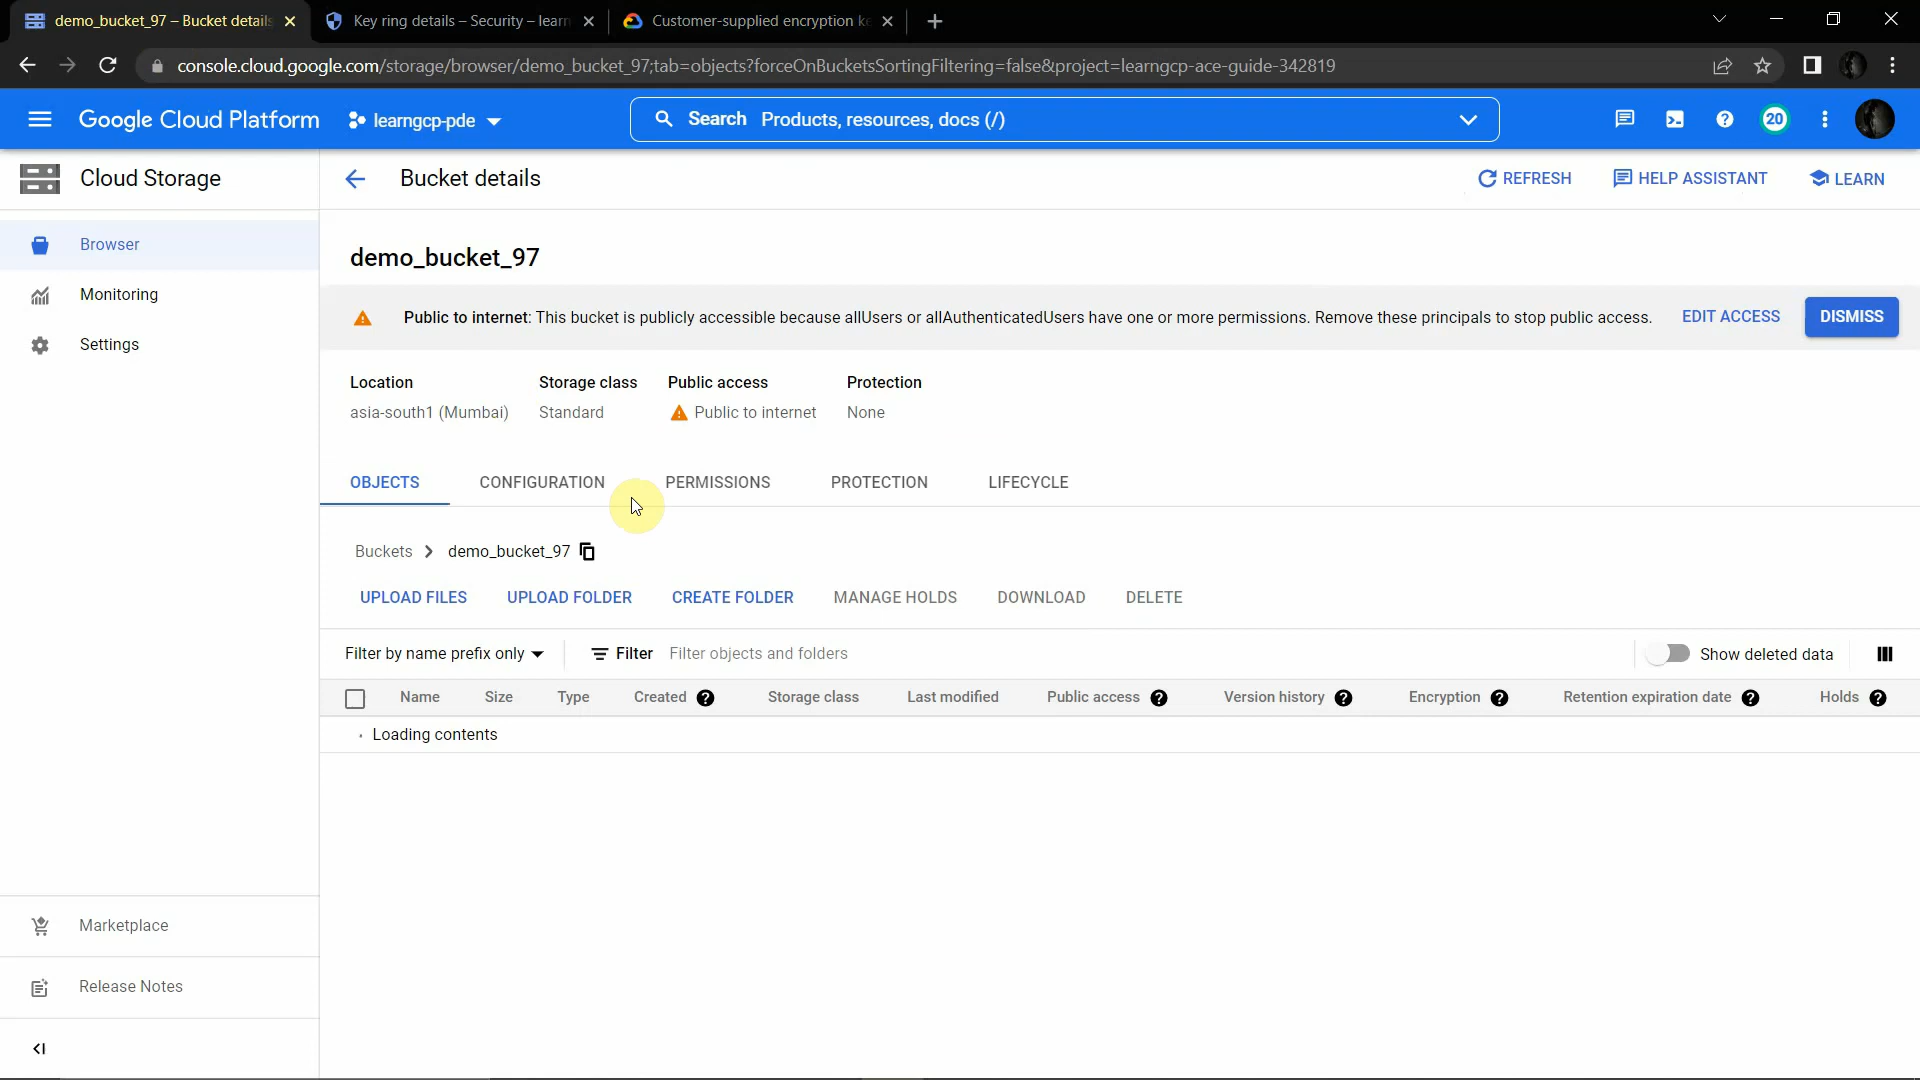 demo_bucket_97 – Bucket details
Key ring details – Security – learn
Customer-supplied encryption ke
console.cloud.google.com/storage/browser/demo_bucket_97;tab=objects?forceOnBucketsSortingFiltering=false&project=learngcp-ace-guide-342819
Google Cloud Platform
learngcp-pde
Search Products, resources, docs (/)
20
Cloud Storage
Bucket details
REFRESH
HELP ASSISTANT
LEARN
Browser
Monitoring
Settings
demo_bucket_97
Public to internet: This bucket is publicly accessible because allUsers or allAuthenticatedUsers have one or more permissions. Remove these principals to stop public access.
EDIT ACCESS
DISMISS
Location Storage class Public access Protection
asia-south1 (Mumbai) Standard Public to internet None
OBJECTS CONFIGURATION PERMISSIONS PROTECTION LIFECYCLE
Buckets > demo_bucket_97
UPLOAD FILES UPLOAD FOLDER CREATE FOLDER MANAGE HOLDS DOWNLOAD DELETE
Filter by name prefix only Filter Filter objects and folders Show deleted data
Name Size Type Created Storage class Last modified Public access Version history Encryption Retention expiration date Holds
Loading contents
Marketplace
Release Notes